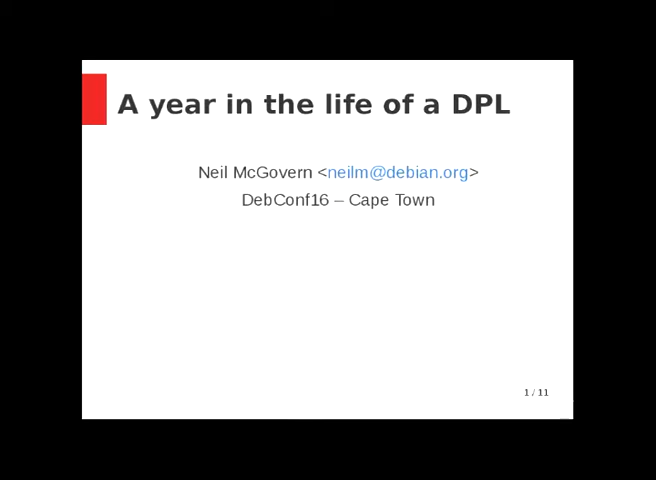 A year in the life of a DPL
Neil McGovern <neilm@debian.org>
DebConf16 – Cape Town
1 / 11